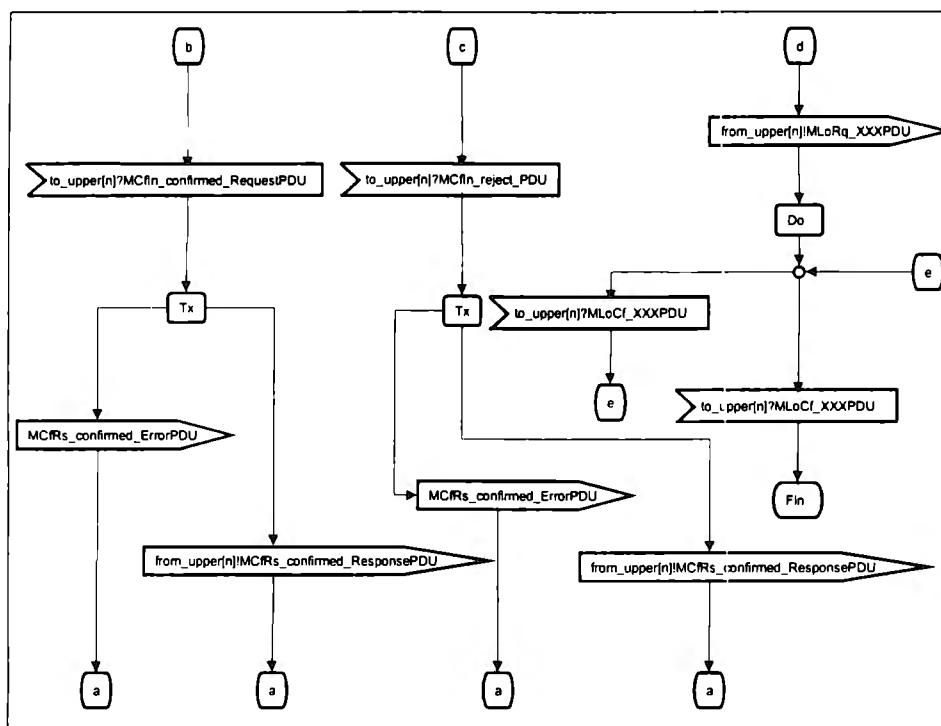 b
c
d
from_upper[n]!MLoRq_XXXPDU
to_upper[n]?MCfIn_confirmed_RequestPDU
to_upper[n]?MCfIn_reject_PDU
Do
e
Tx
Tx
to_upper[n]?MLoCf_XXXPDU
e
to_upper[n]?MLoCf_XXXPDU
MCfRs_confirmed_ErrorPDU
Fin
MCfRs_confirmed_ErrorPDU
from_upper[n]!MCfRs_confirmed_ResponsePDU
from_upper[n]!MCfRs_confirmed_ResponsePDU
a
a
a
a